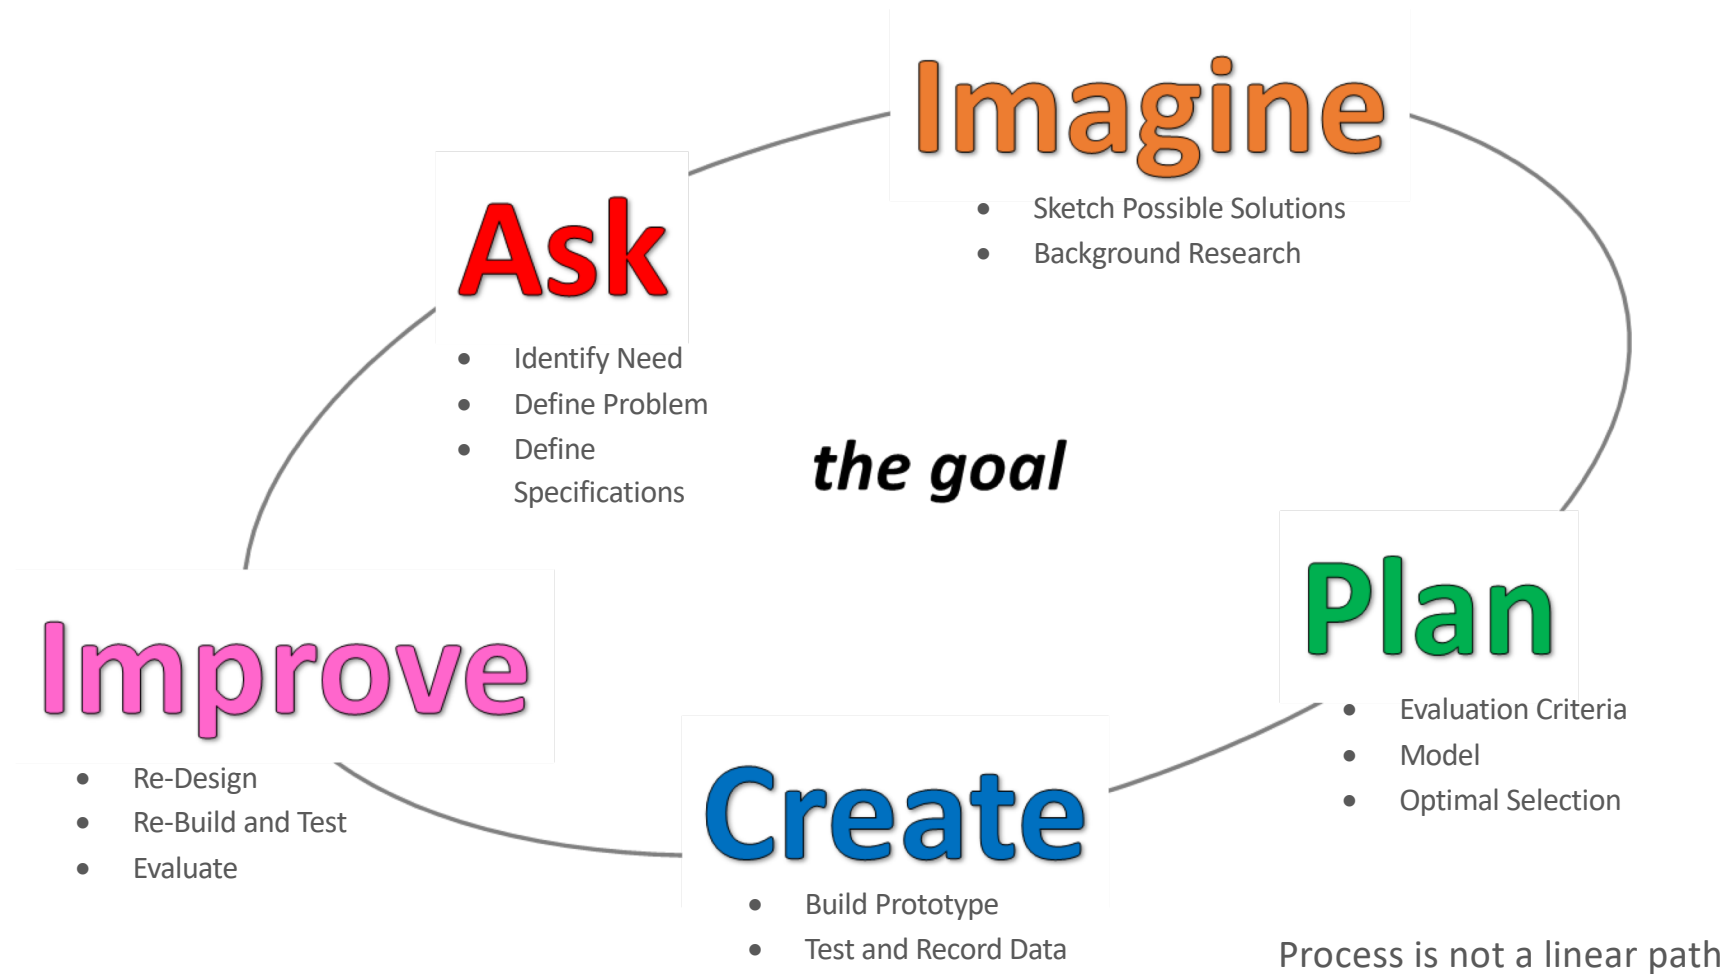 Imagine
• Sketch Possible Solutions
• Background Research
Ask
• Identify Need
• Define Problem
• Define
Specifications
the goal
Plan
• Evaluation Criteria
• Model
• Optimal Selection
Improve
• Re-Design
• Re-Build and Test
• Evaluate
Create
• Build Prototype
• Test and Record Data
Process is not a linear path